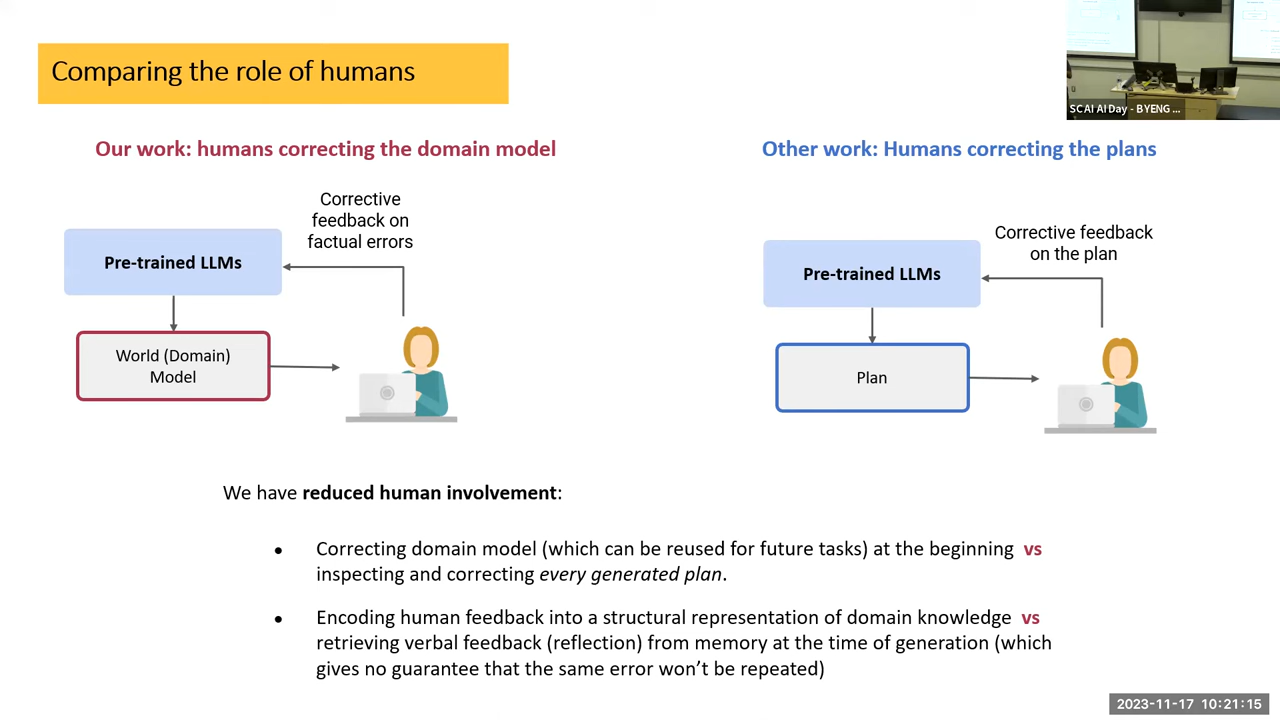 Comparing the role of humans
SCAI AI Day - BYENG ...
Our work: humans correcting the domain model
Corrective
feedback on
factual errors
Pre-trained LLMs
World (Domain)
Model
Other work: Humans correcting the plans
Corrective feedback
on the plan
Pre-trained LLMs
Plan
We have reduced human involvement:
● Correcting domain model (which can be reused for future tasks) at the beginning vs
inspecting and correcting every generated plan.
● Encoding human feedback into a structural representation of domain knowledge vs
retrieving verbal feedback (reflection) from memory at the time of generation (which
gives no guarantee that the same error won't be repeated)
2023-11-17 10:21:15